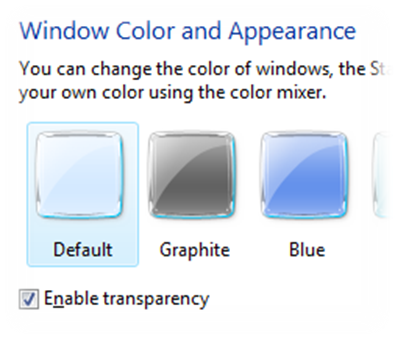 Window Color and Appearance
You can change the color of windows, the
your own color using the color mixer.
Default Graphite Blue
Enable transparency